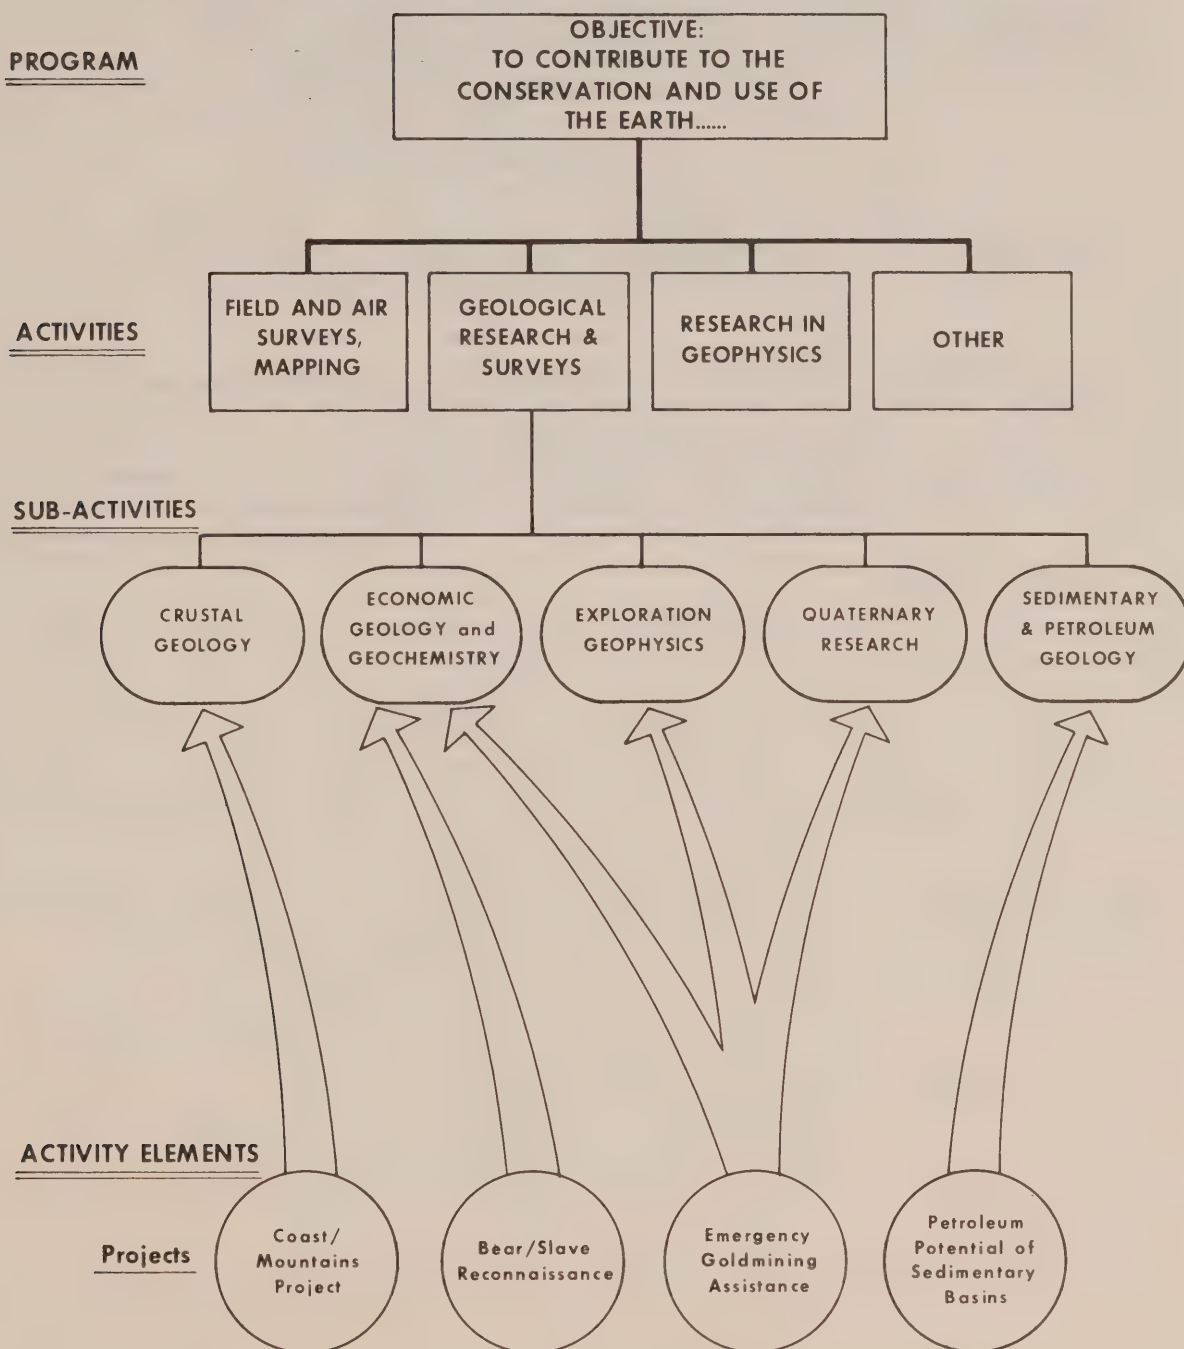 PROGRAM
OBJECTIVE:
TO CONTRIBUTE TO THE
CONSERVATION AND USE OF
THE EARTH......
ACTIVITIES
FIELD AND AIR
SURVEYS,
MAPPING
GEOLOGICAL
RESEARCH &
SURVEYS
RESEARCH IN
GEOPHYSICS
OTHER
SUB-ACTIVITIES
CRUSTAL
GEOLOGY
ECONOMIC
GEOLOGY and
GEOCHEMISTRY
EXPLORATION
GEOPHYSICS
QUATERNARY
RESEARCH
SEDIMENTARY
& PETROLEUM
GEOLOGY
ACTIVITY ELEMENTS
Projects
Coast/
Mountains
Project
Bear/Slave
Reconnaissance
Emergency
Goldmining
Assistance
Petroleum
Potential of
Sedimentary
Basins